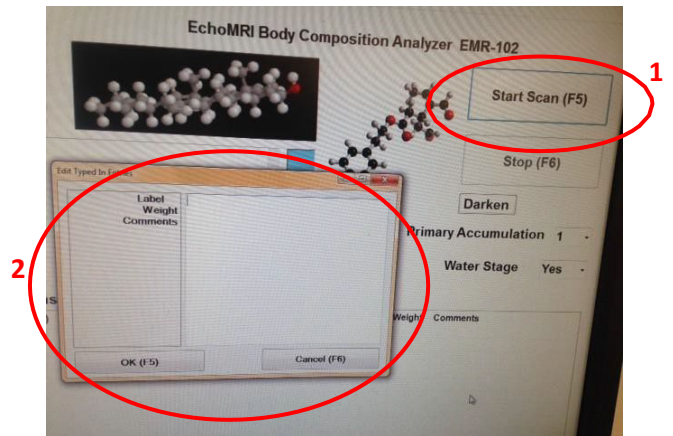 EchoMRI Body Composition Analyzer EMR-102
1
Start Scan (F5)
Stop (F6)
Darken
Primary Accumulation 1
Water Stage Yes
2
Edit Typed In Entries
Label
Weight
Comments
Weight Comments
OK (F5)
Cancel (F6)